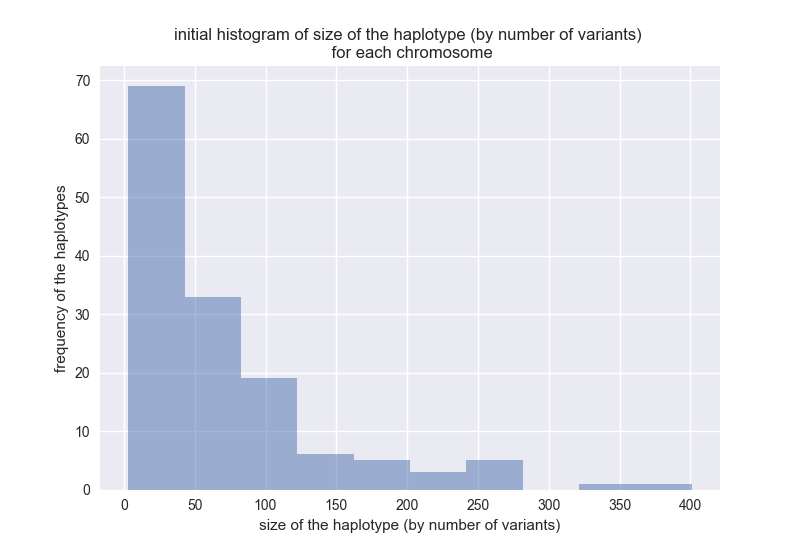 initial histogram of size of the haplotype (by number of variants)
for each chromosome
70
60
50
40
30
20
10
0
frequency of the haplotypes
0 50 100 150 200 250 300 350 400
size of the haplotype (by number of variants)